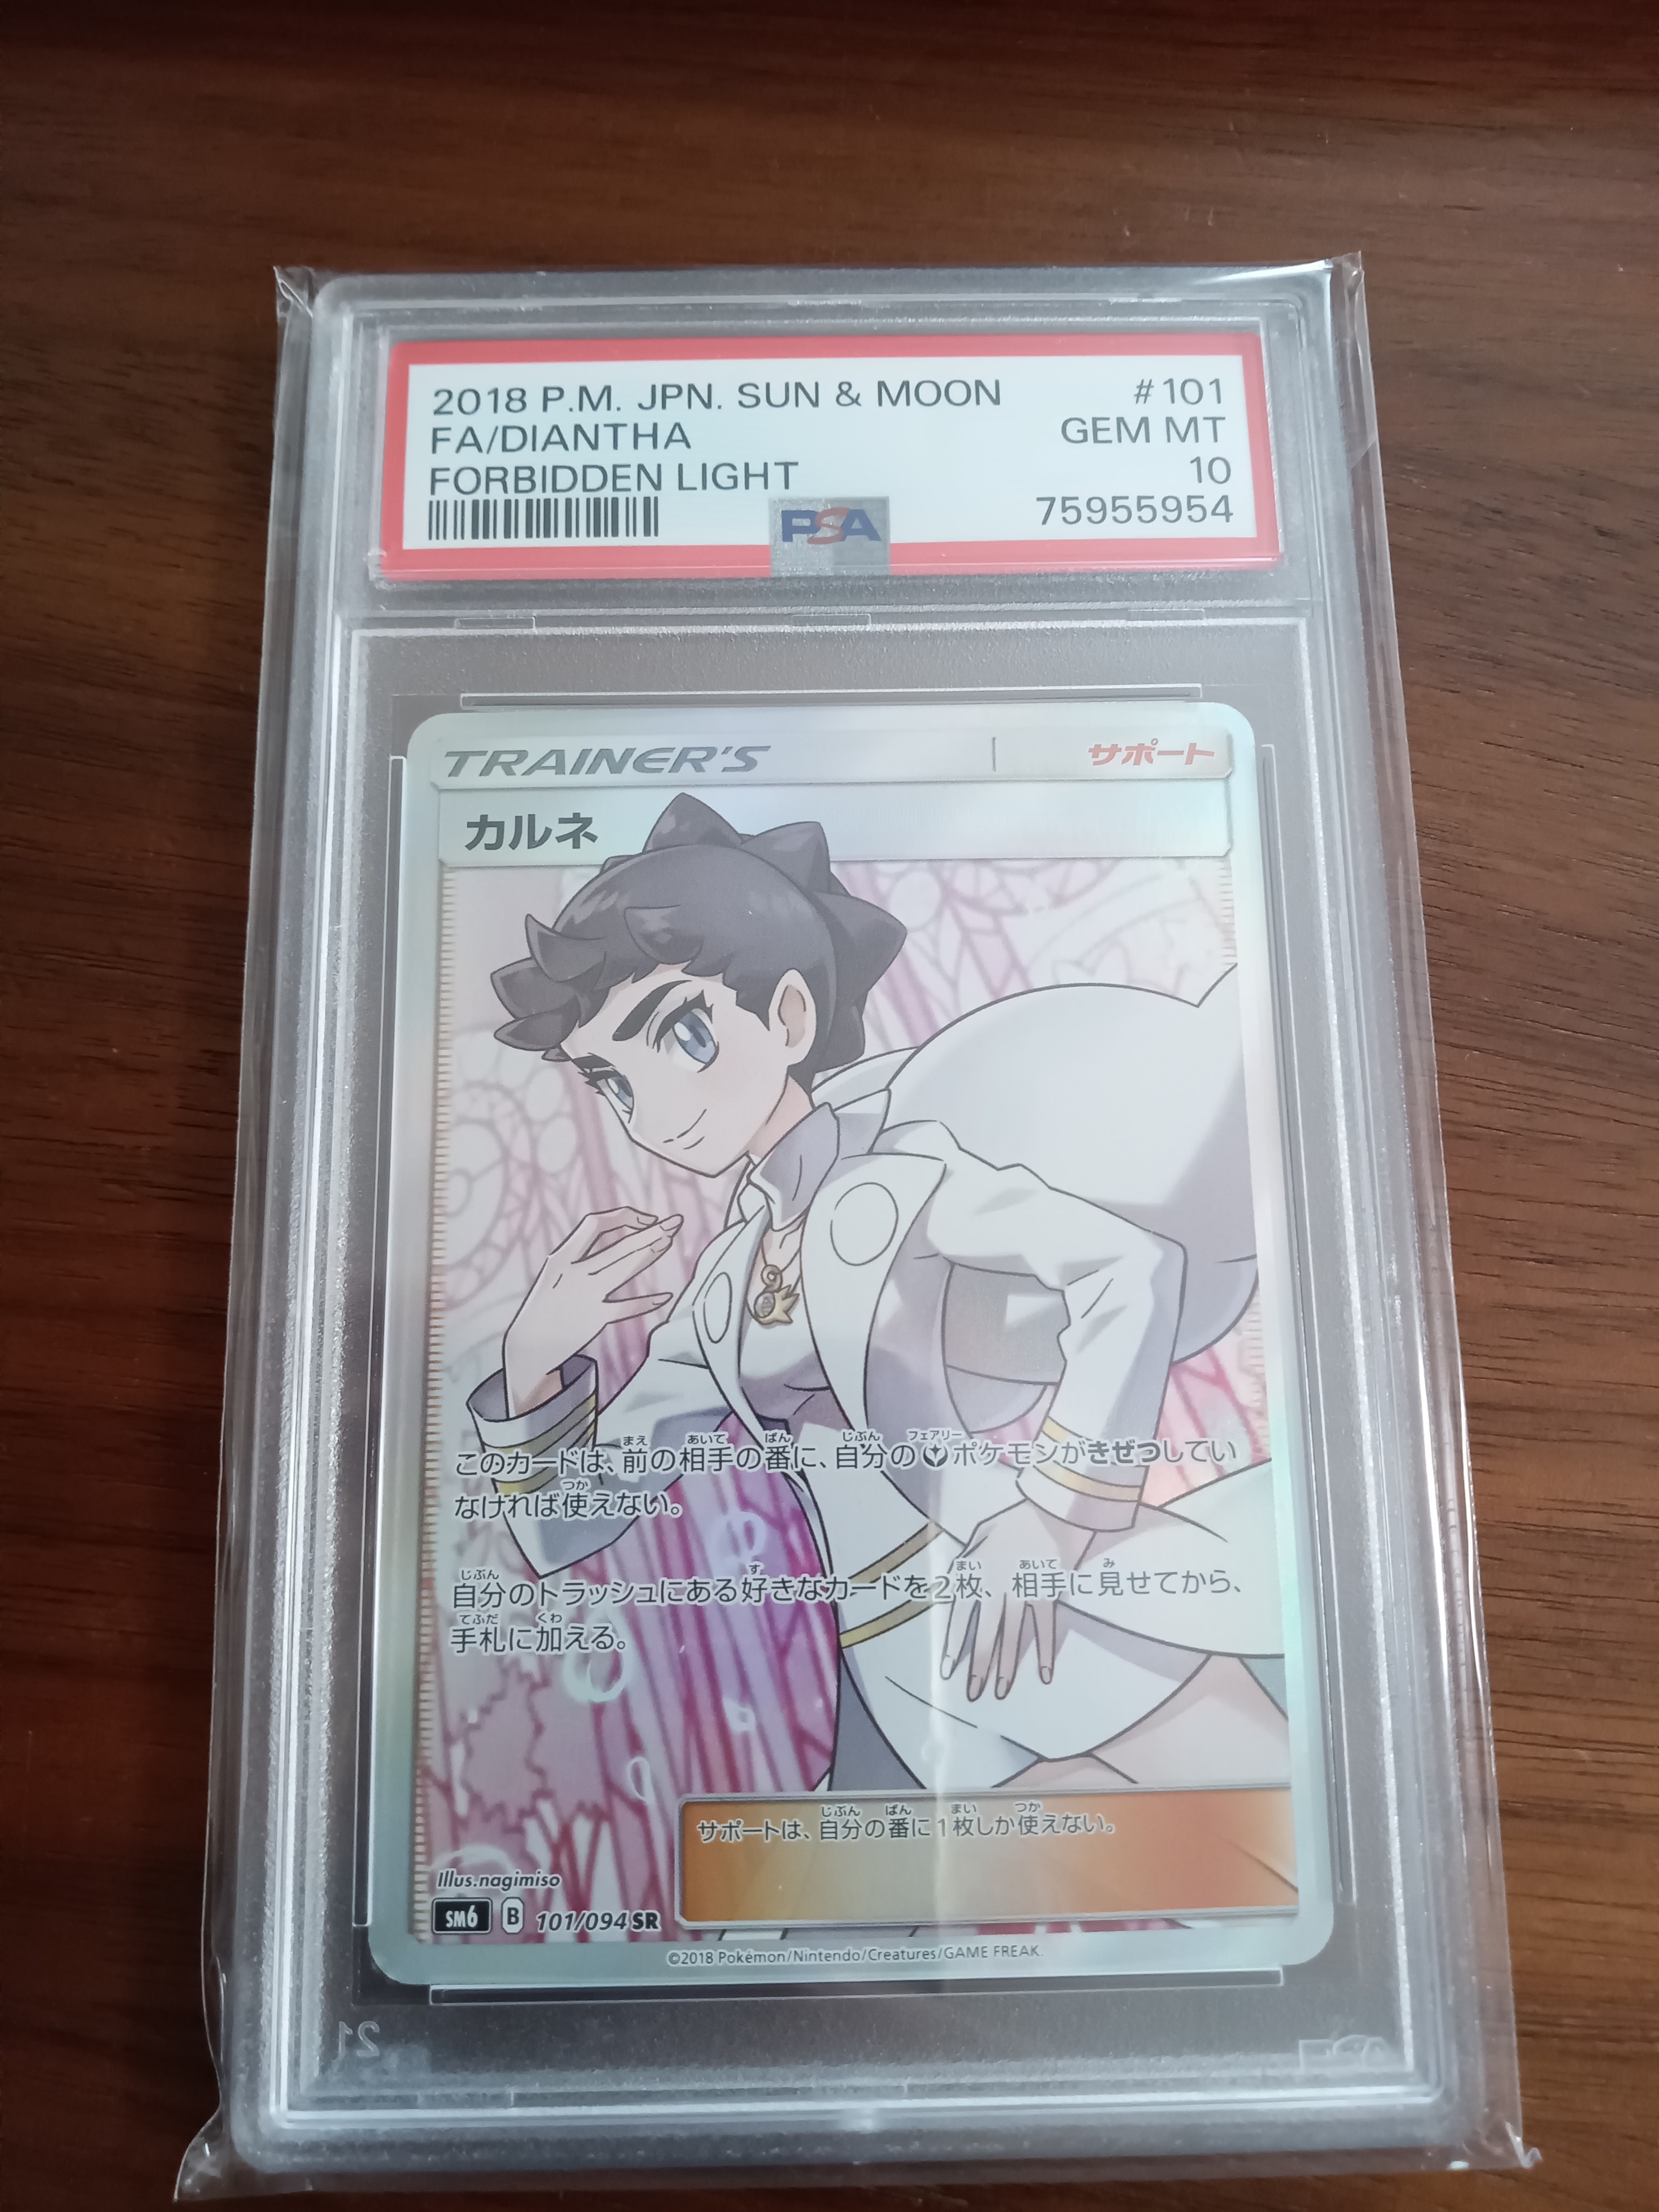 2018 P.M. JPN. SUN & MOON #101
FA/DIANTHA GEM MT
FORBIDDEN LIGHT 10
75955954
PSA
TRAINER'S サポート
カルネ
このカードは、前の相手の番に、自分のポケモンがきぜつしてい
なければ使えない。
自分のトラッシュにある好きなカードを2枚、相手に見せてから、
手札に加える。
サポートは、自分の番に1枚しか使えない。
Illus.nagimiso
SM6 B 101/094 SR
©2018 Pokémon/Nintendo/Creatures/GAME FREAK.